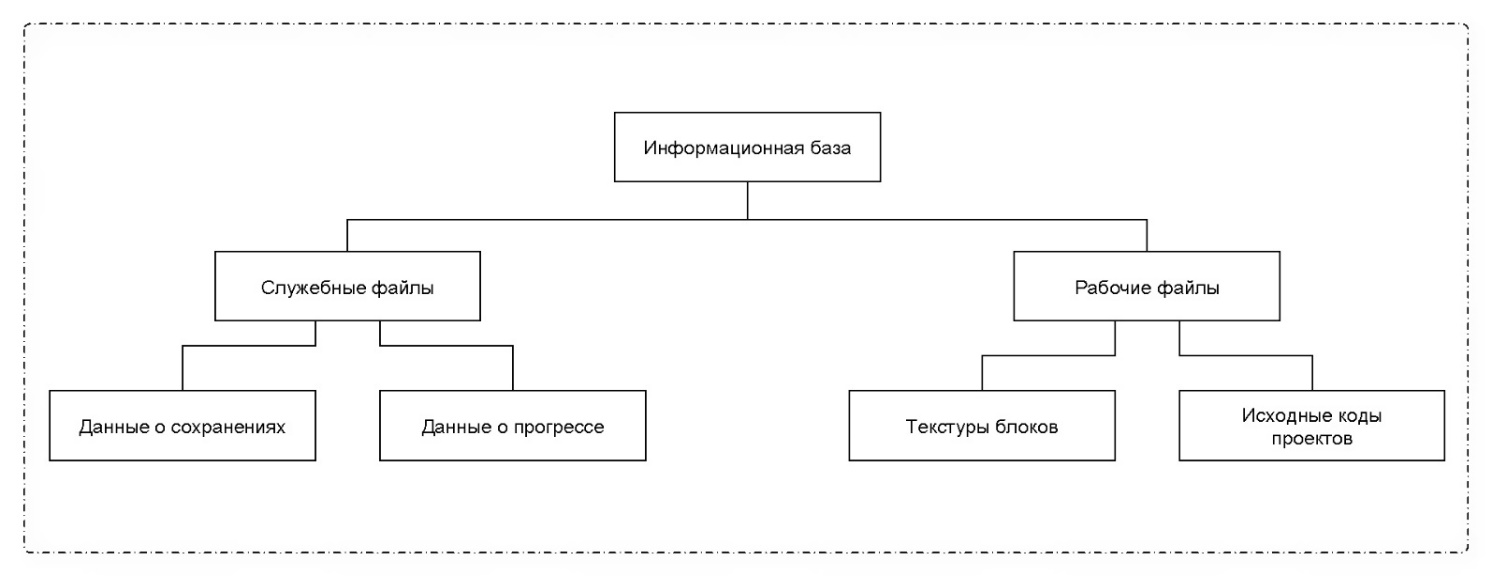 Информационная база
Служебные файлы
Рабочие файлы
Данные о сохранениях
Данные о прогрессе
Текстуры блоков
Исходные коды
проектов